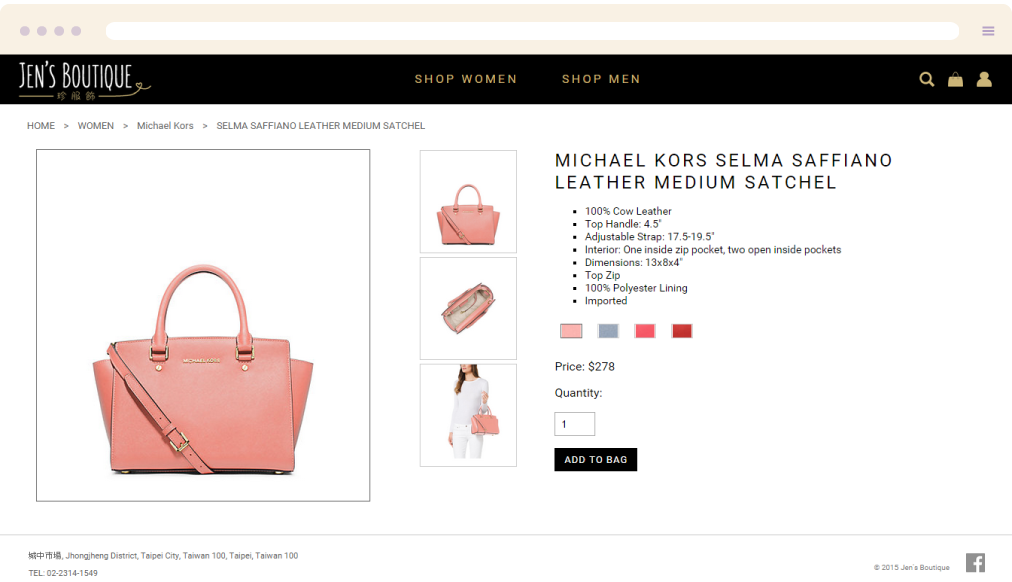 JEN'S BOUTIQUE
珍服飾
SHOP WOMEN
SHOP MEN
HOME > WOMEN > Michael Kors > SELMA SAFFIANO LEATHER MEDIUM SATCHEL
MICHAEL KORS SELMA SAFFIANO
LEATHER MEDIUM SATCHEL
100% Cow Leather
Top Handle: 4.5"
Adjustable Strap: 17.5-19.5"
Interior: One inside zip pocket, two open inside pockets
Dimensions: 13x8x4"
Top Zip
100% Polyester Lining
Imported
MICHAEL KORS
Price: $278
Quantity:
1
ADD TO BAG
城中市場, Jhongjheng District, Taipei City, Taiwan 100, Taipei, Taiwan 100
TEL: 02-2314-1549
© 2015 Jen's Boutique